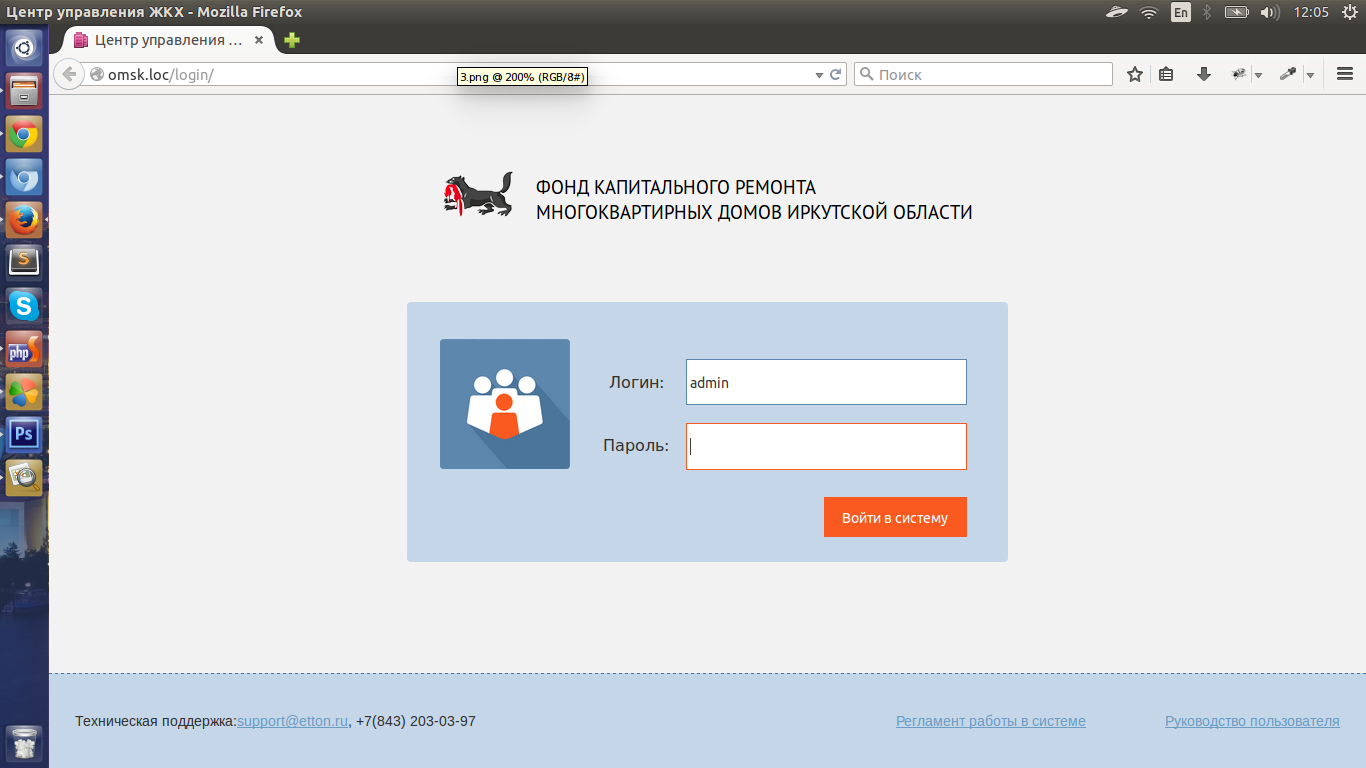 Центр управления ЖКХ - Mozilla Firefox
En
12:05
Центр управления ...
omsk.loc/login/
3.png @ 200% (RGB/8#)
Поиск
ФОНД КАПИТАЛЬНОГО РЕМОНТА
МНОГОКВАРТИРНЫХ ДОМОВ ИРКУТСКОЙ ОБЛАСТИ
Логин:
admin
Пароль:
Войти в систему
S
S
php
Ps
Техническая поддержка:support@etton.ru, +7(843) 203-03-97
Регламент работы в системе
Руководство пользователя